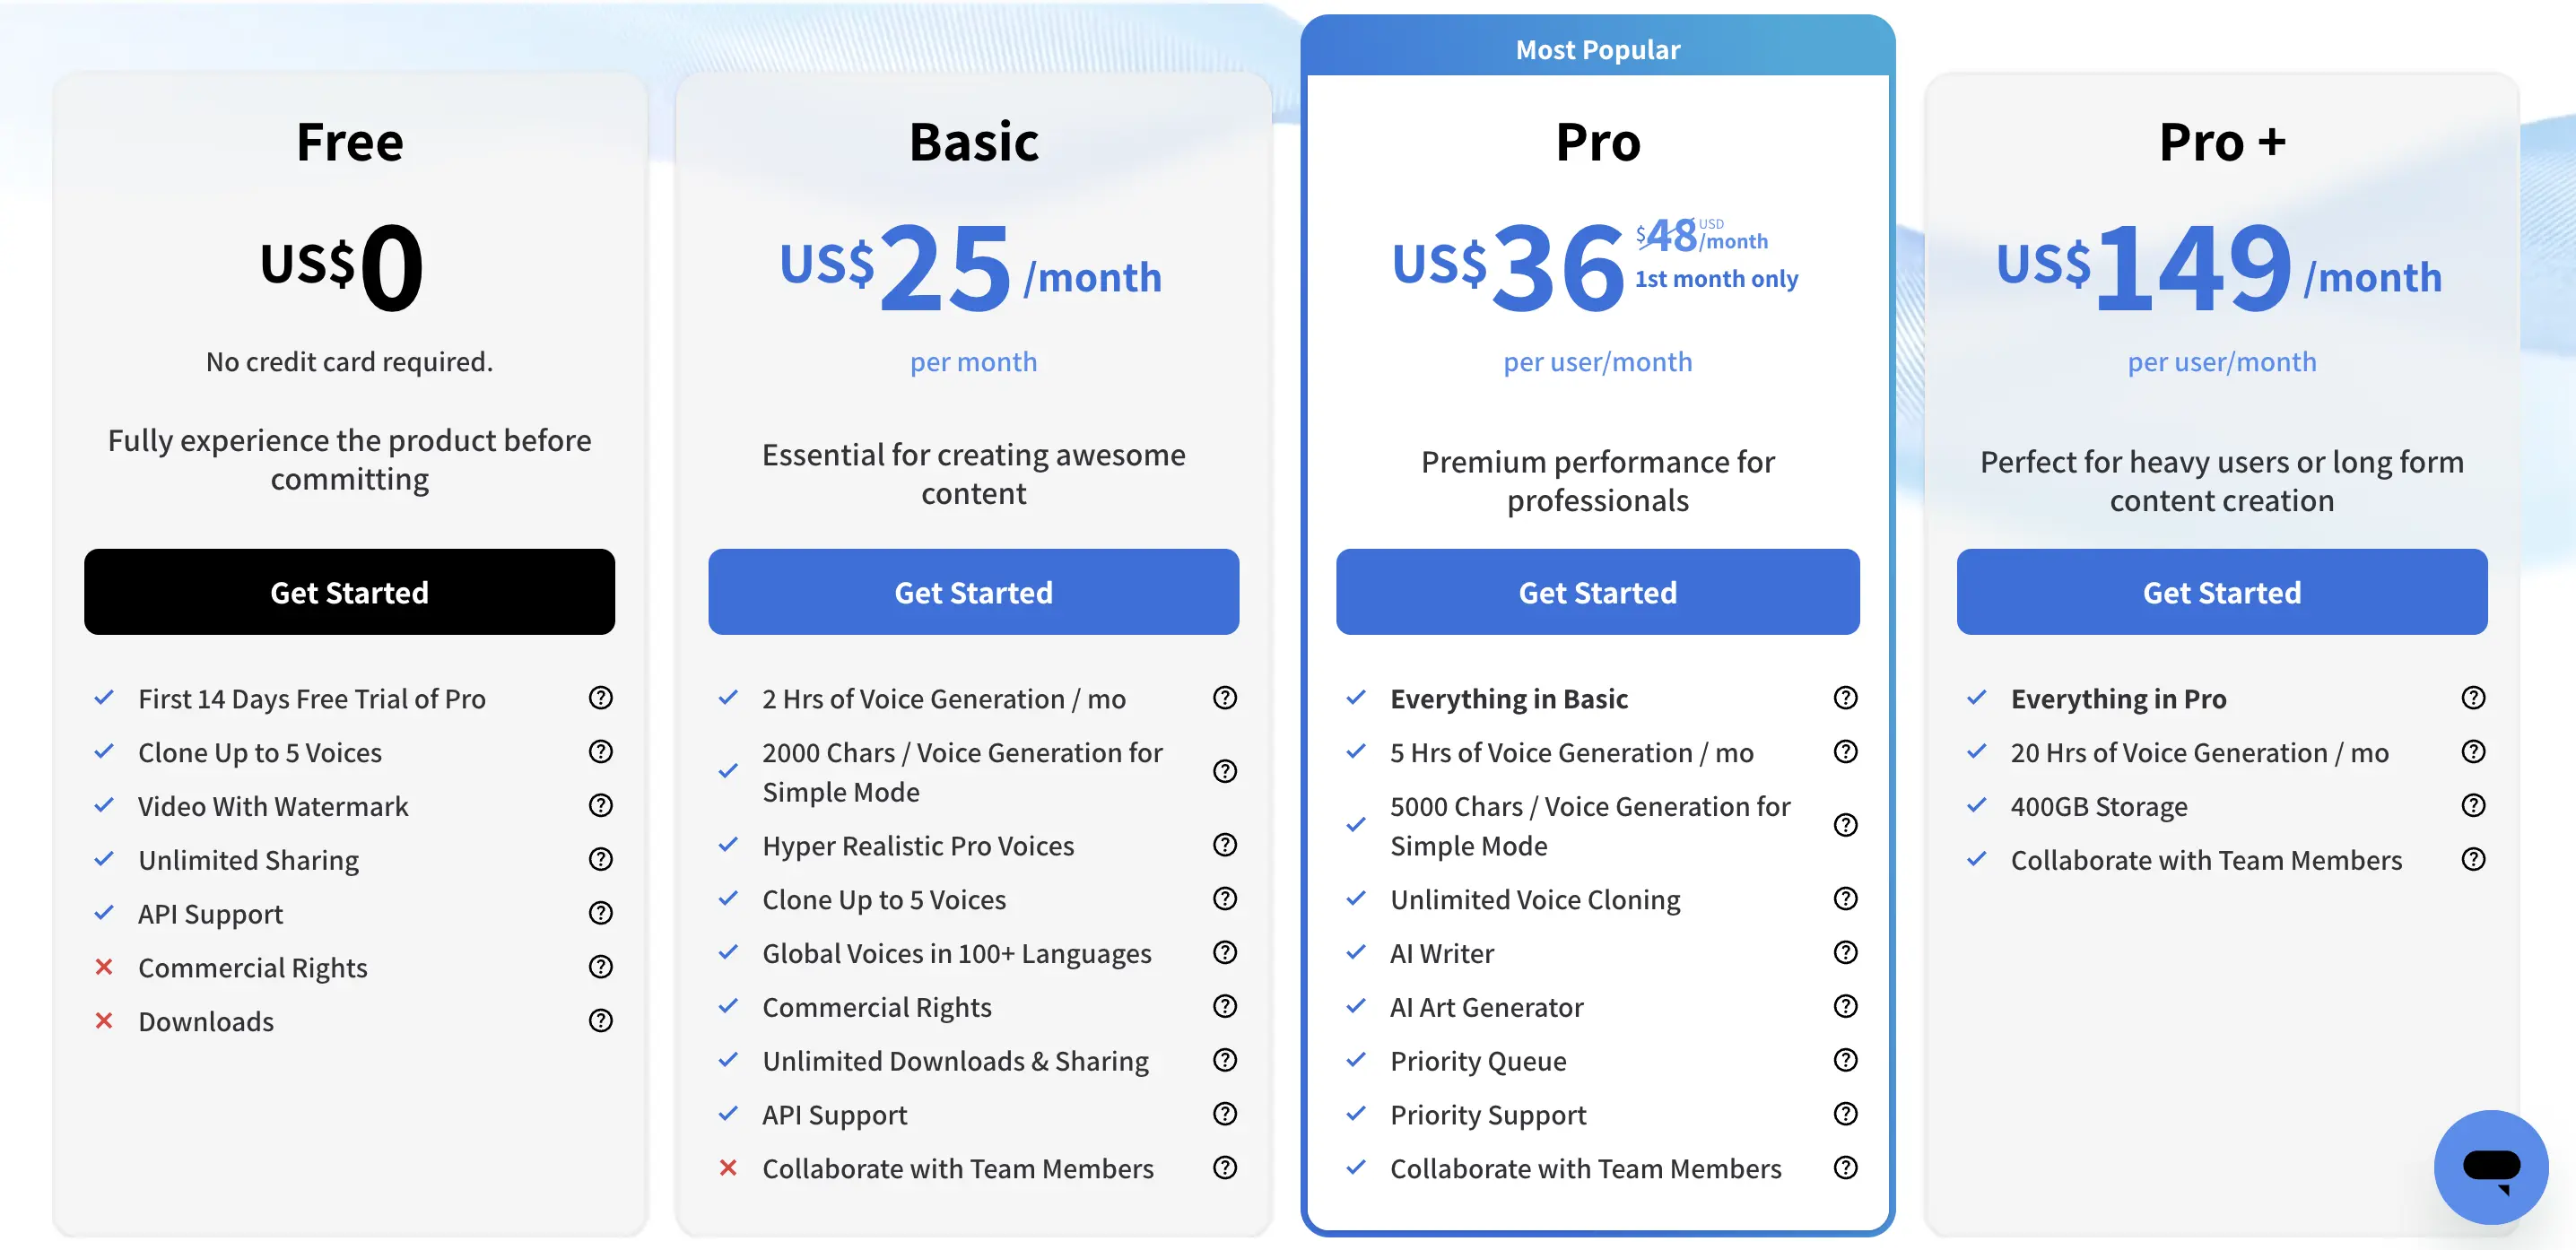 Free
US$0
No credit card required.
Fully experience the product before
committing
Get Started
First 14 Days Free Trial of Pro
Clone Up to 5 Voices
Video With Watermark
Unlimited Sharing
API Support
Commercial Rights
Downloads
Basic
US$25 /month
per month
Essential for creating awesome
content
Get Started
2 Hrs of Voice Generation / mo
2000 Chars / Voice Generation for
Simple Mode
Hyper Realistic Pro Voices
Clone Up to 5 Voices
Global Voices in 100+ Languages
Commercial Rights
Unlimited Downloads & Sharing
API Support
Collaborate with Team Members
Most Popular
Pro
US$36 $48 USD /month
1st month only
per user/month
Premium performance for
professionals
Get Started
Everything in Basic
5 Hrs of Voice Generation / mo
5000 Chars / Voice Generation for
Simple Mode
Unlimited Voice Cloning
AI Writer
AI Art Generator
Priority Queue
Priority Support
Collaborate with Team Members
Pro +
US$149 /month
per user/month
Perfect for heavy users or long form
content creation
Get Started
Everything in Pro
20 Hrs of Voice Generation / mo
400GB Storage
Collaborate with Team Members